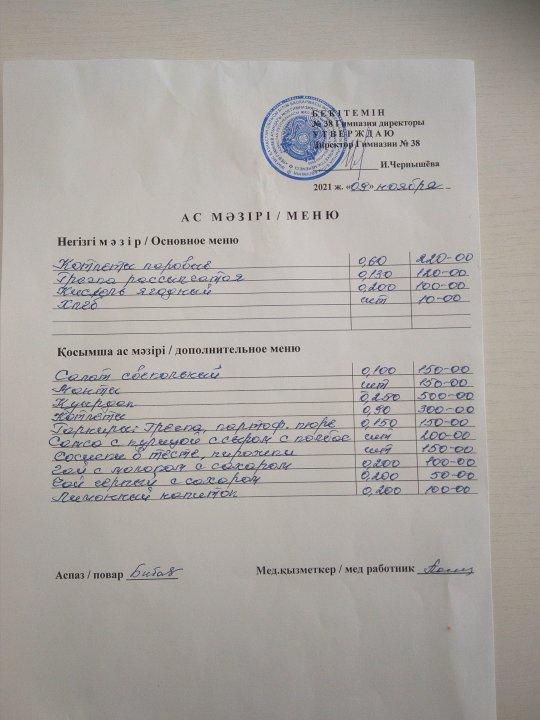 БЕКІТЕМІН
№ 38 Гимназия директоры
УТВЕРЖДАЮ
Директор Гимназии № 38
И.Чернышёва
2021 ж. «09» ноября
АС МӘЗІРІ / МЕНЮ
Негізгі мәзір / Основное меню
Котлеты паровые 0,60 220-00
Греча рассыпчатая 0,130 120-00
Кисель ягодный 0,200 100-00
Хлеб шт 10-00
Қосымша ас мәзірі / дополнительное меню
Салат свекольный 0,100 150-00
Манты шт 150-00
Куырдак 0,250 500-00
Котлеты 0,90 300-00
Гарниры: Греча, картоф. пюре 0,150 150-00
Самса с курицей с сыром с шт 200-00
Сосиски в тесте, пирожки шт 150-00
Чай с молоком с сахаром 0,200 100-00
Чай черный с сахаром 0,200 50-00
Лимонный напиток 0,200 100-00
Аспаз / повар
Мед.қызметкер / мед работник